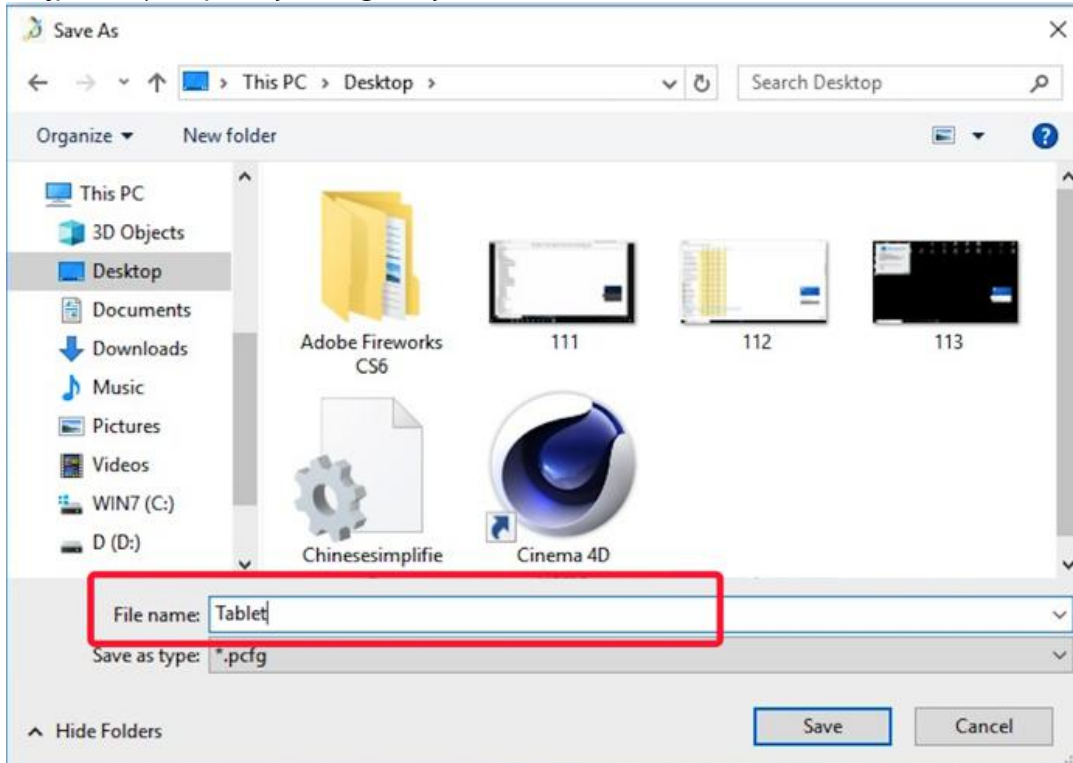 Save As
This PC > Desktop >
Search Desktop
Organize
New folder
This PC
3D Objects
Desktop
Documents
Downloads
Music
Pictures
Videos
WIN7 (C:)
D (D:)
Adobe Fireworks
CS6
111
112
113
Chinesesimplifie
Cinema 4D
File name: Tablet
Save as type: *.pcfg
Hide Folders
Save
Cancel